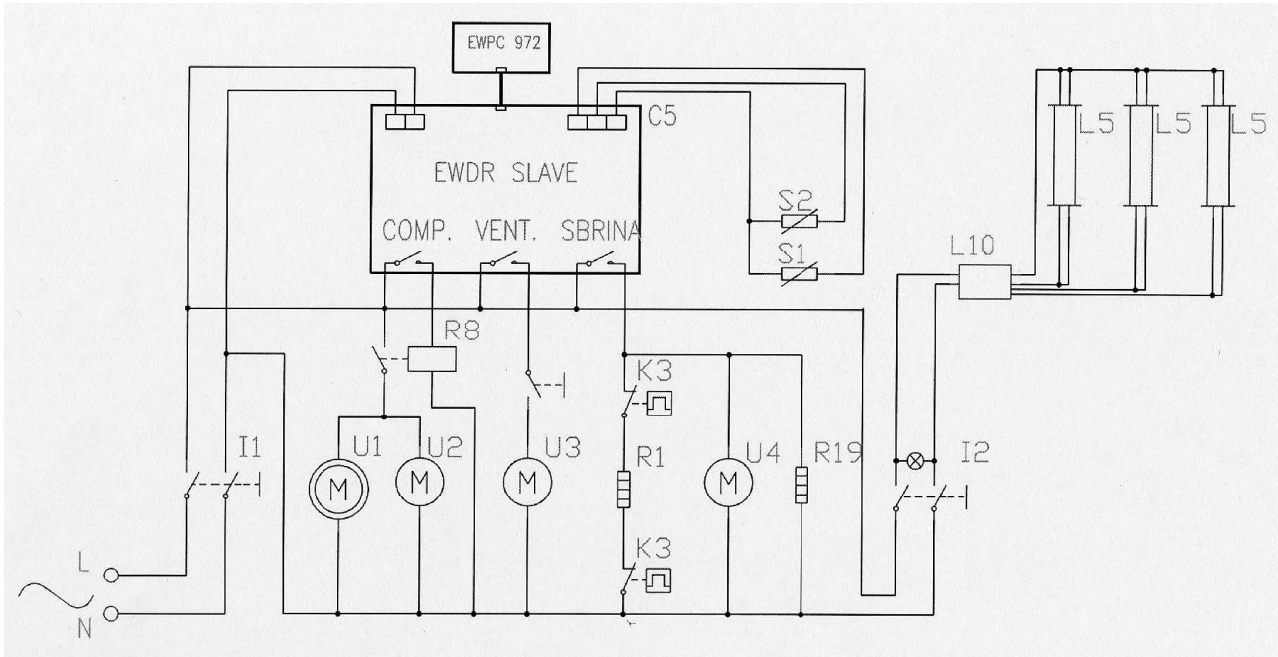 EWPC 972
C5
EWDR SLAVE
COMP. VENT. SBRINA
S2
S1
L5 L5 L5
L10
R8
K3
I1 U1 U2 U3 R1 U4 R19 I2
M M M M
K3
L
N